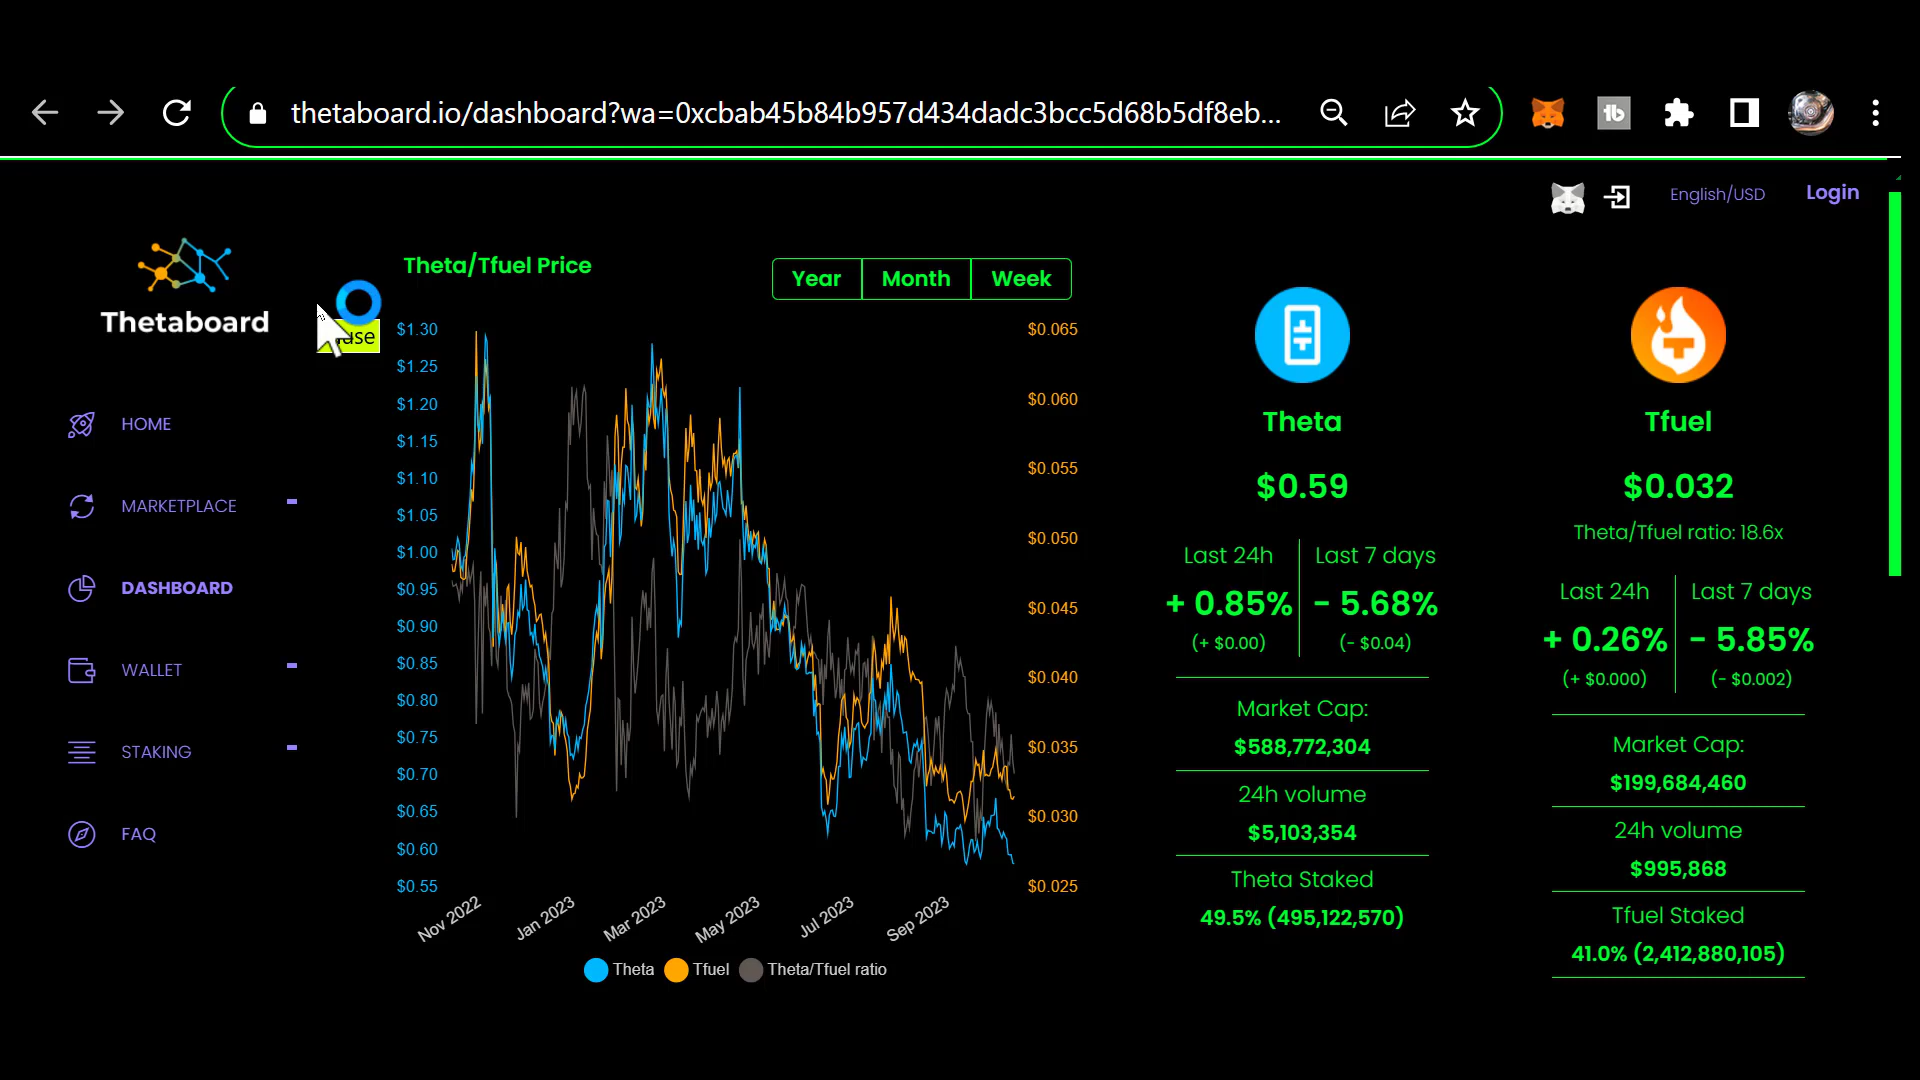 thetaboard.io/dashboard?wa=0xcbab45b84b957d434dadc3bcc5d68b5df8eb...
English/USD
Login
Thetaboard
HOME
MARKETPLACE
DASHBOARD
WALLET
STAKING
FAQ
Theta/Tfuel Price
Year
Month
Week
$1.30
$1.25
$1.20
$1.15
$1.10
$1.05
$1.00
$0.95
$0.90
$0.85
$0.80
$0.75
$0.70
$0.65
$0.60
$0.55
$0.065
$0.060
$0.055
$0.050
$0.045
$0.040
$0.035
$0.030
$0.025
Nov 2022
Jan 2023
Mar 2023
May 2023
Jul 2023
Sep 2023
Theta
Tfuel
Theta/Tfuel ratio
Theta
$0.59
Last 24h
+ 0.85%
(+ $0.00)
Last 7 days
- 5.68%
(- $0.04)
Market Cap:
$588,772,304
24h volume
$5,103,354
Theta Staked
49.5% (495,122,570)
Tfuel
$0.032
Theta/Tfuel ratio: 18.6x
Last 24h
+ 0.26%
(+ $0.000)
Last 7 days
- 5.85%
(- $0.002)
Market Cap:
$199,684,460
24h volume
$995,868
Tfuel Staked
41.0% (2,412,880,105)